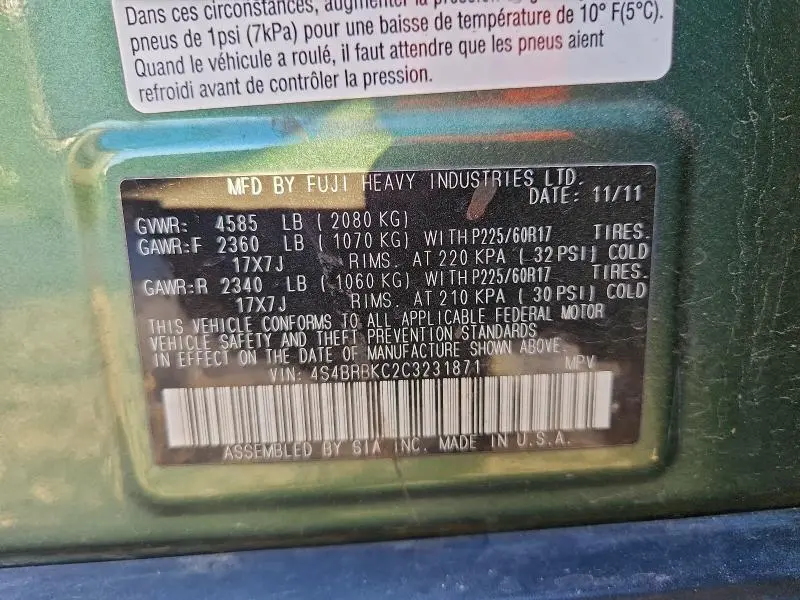 Dans ces circonstances, augmenter la
pneus de 1psi (7kPa) pour une baisse de température de 10° F(5°C).
Quand le véhicule a roulé, il faut attendre que les pneus aient
refroidi avant de contrôler la pression.
MFD BY FUJI HEAVY INDUSTRIES LTD.
DATE: 11/11
GVWR: 4585 LB ( 2080 KG)
GAWR:F 2360 LB ( 1070 KG) WITH P225/60R17 TIRES.
17X7J RIMS. AT 220 KPA ( 32 PSI) COLD
GAWR:R 2340 LB ( 1060 KG) WITH P225/60R17 TIRES.
17X7J RIMS. AT 210 KPA ( 30 PSI) COLD
THIS VEHICLE CONFORMS TO ALL APPLICABLE FEDERAL MOTOR
VEHICLE SAFETY AND THEFT PREVENTION STANDARDS
IN EFFECT ON THE DATE OF MANUFACTURE SHOWN ABOVE.
VIN: 4S4BRBKC2C3231871 MPV
ASSEMBLED BY SIA INC. MADE IN U.S.A.